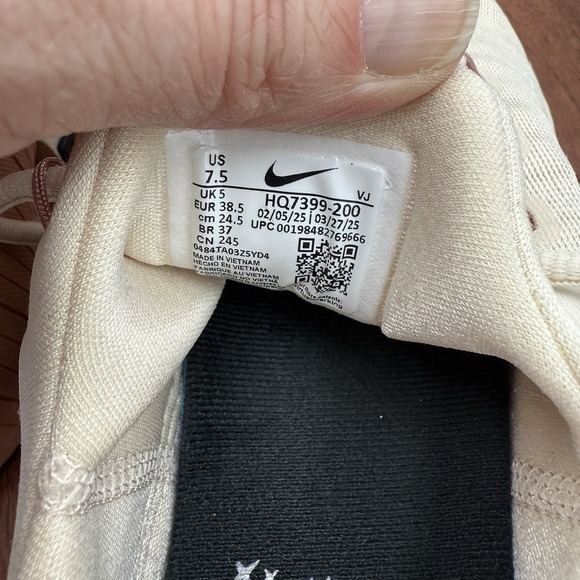 US
7.5
UK 5
EUR 38.5
cm 24.5
BR 37
CN 245
VJ
HQ7399-200
02/05/25 | 03/27/25
UPC 00198482769666
0484TA03Z5YD4
MADE IN VIETNAM
HECHO EN VIETNAM
FABRIQUE AU VIETNAM